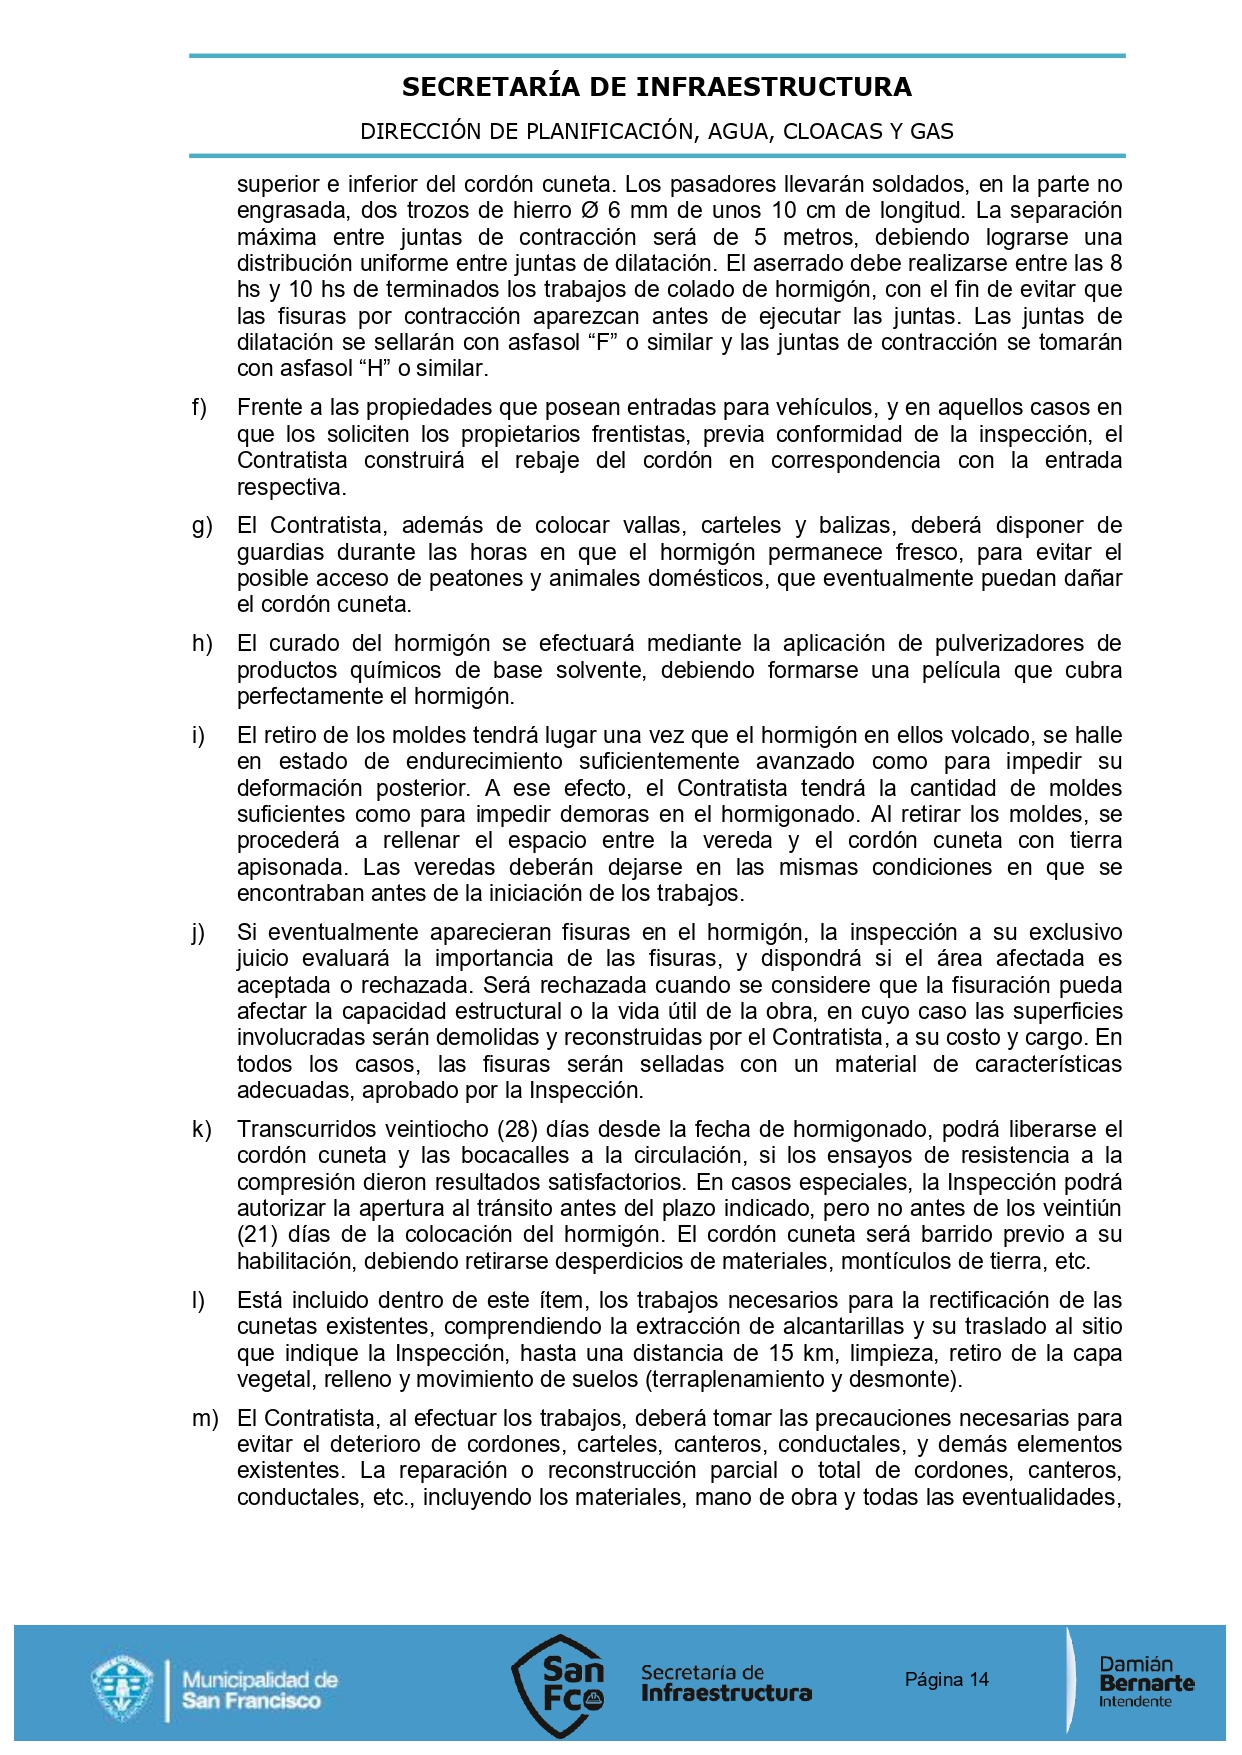 SECRETARÍA DE INFRAESTRUCTURA
DIRECCIÓN DE PLANIFICACIÓN, AGUA, CLOACAS Y GAS
superior e inferior del cordón cuneta. Los pasadores llevarán soldados, en la parte no
engrasada, dos trozos de hierro Ø 6 mm de unos 10 cm de longitud. La separación
máxima entre juntas de contracción será de 5 metros, debiendo lograrse una
distribución uniforme entre juntas de dilatación. El aserrado debe realizarse entre las 8
hs y 10 hs de terminados los trabajos de colado de hormigón, con el fin de evitar que
las fisuras por contracción aparezcan antes de ejecutar las juntas. Las juntas de
dilatación se sellarán con asfasol “F” o similar y las juntas de contracción se tomarán
con asfasol “H” o similar.
f) Frente a las propiedades que posean entradas para vehículos, y en aquellos casos en
que los soliciten los propietarios frentistas, previa conformidad de la inspección, el
Contratista construirá el rebaje del cordón en correspondencia con la entrada
respectiva.
g) El Contratista, además de colocar vallas, carteles y balizas, deberá disponer de
guardias durante las horas en que el hormigón permanece fresco, para evitar el
posible acceso de peatones y animales domésticos, que eventualmente puedan dañar
el cordón cuneta.
h) El curado del hormigón se efectuará mediante la aplicación de pulverizadores de
productos químicos de base solvente, debiendo formarse una película que cubra
perfectamente el hormigón.
i) El retiro de los moldes tendrá lugar una vez que el hormigón en ellos volcado, se halle
en estado de endurecimiento suficientemente avanzado como para impedir su
deformación posterior. A ese efecto, el Contratista tendrá la cantidad de moldes
suficientes como para impedir demoras en el hormigonado. Al retirar los moldes, se
procederá a rellenar el espacio entre la vereda y el cordón cuneta con tierra
apisonada. Las veredas deberán dejarse en las mismas condiciones en que se
encontraban antes de la iniciación de los trabajos.
j) Si eventualmente aparecieran fisuras en el hormigón, la inspección a su exclusivo
juicio evaluará la importancia de las fisuras, y dispondrá si el área afectada es
aceptada o rechazada. Será rechazada cuando se considere que la fisuración pueda
afectar la capacidad estructural o la vida útil de la obra, en cuyo caso las superficies
involucradas serán demolidas y reconstruidas por el Contratista, a su costo y cargo. En
todos los casos, las fisuras serán selladas con un material de características
adecuadas, aprobado por la Inspección.
k) Transcurridos veintiocho (28) días desde la fecha de hormigonado, podrá liberarse el
cordón cuneta y las bocacalles a la circulación, si los ensayos de resistencia a la
compresión dieron resultados satisfactorios. En casos especiales, la Inspección podrá
autorizar la apertura al tránsito antes del plazo indicado, pero no antes de los veintiún
(21) días de la colocación del hormigón. El cordón cuneta será barrido previo a su
habilitación, debiendo retirarse desperdicios de materiales, montículos de tierra, etc.
l) Está incluido dentro de este ítem, los trabajos necesarios para la rectificación de las
cunetas existentes, comprendiendo la extracción de alcantarillas y su traslado al sitio
que indique la Inspección, hasta una distancia de 15 km, limpieza, retiro de la capa
vegetal, relleno y movimiento de suelos (terraplenamiento y desmonte).
m) El Contratista, al efectuar los trabajos, deberá tomar las precauciones necesarias para
evitar el deterioro de cordones, carteles, canteros, conductales, y demás elementos
existentes. La reparación o reconstrucción parcial o total de cordones, canteros,
conductales, etc., incluyendo los materiales, mano de obra y todas las eventualidades,
Municipalidad de
San Francisco
San
Fco
Secretaría de
Infraestructura
Página 14
Damián
Bernarte
Intendente